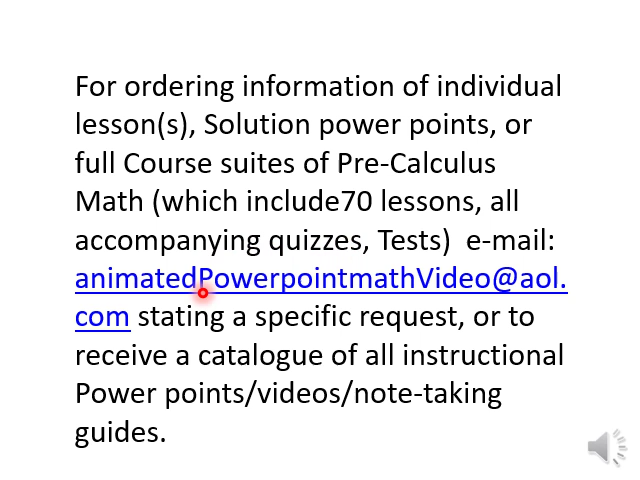 For ordering information of individual
lesson(s), Solution power points, or
full Course suites of Pre-Calculus
Math (which include70 lessons, all
accompanying quizzes, Tests)  e-mail:
animatedPowerpointmathVideo@aol.
com stating a specific request, or to
receive a catalogue of all instructional
Power points/videos/note-taking
guides.